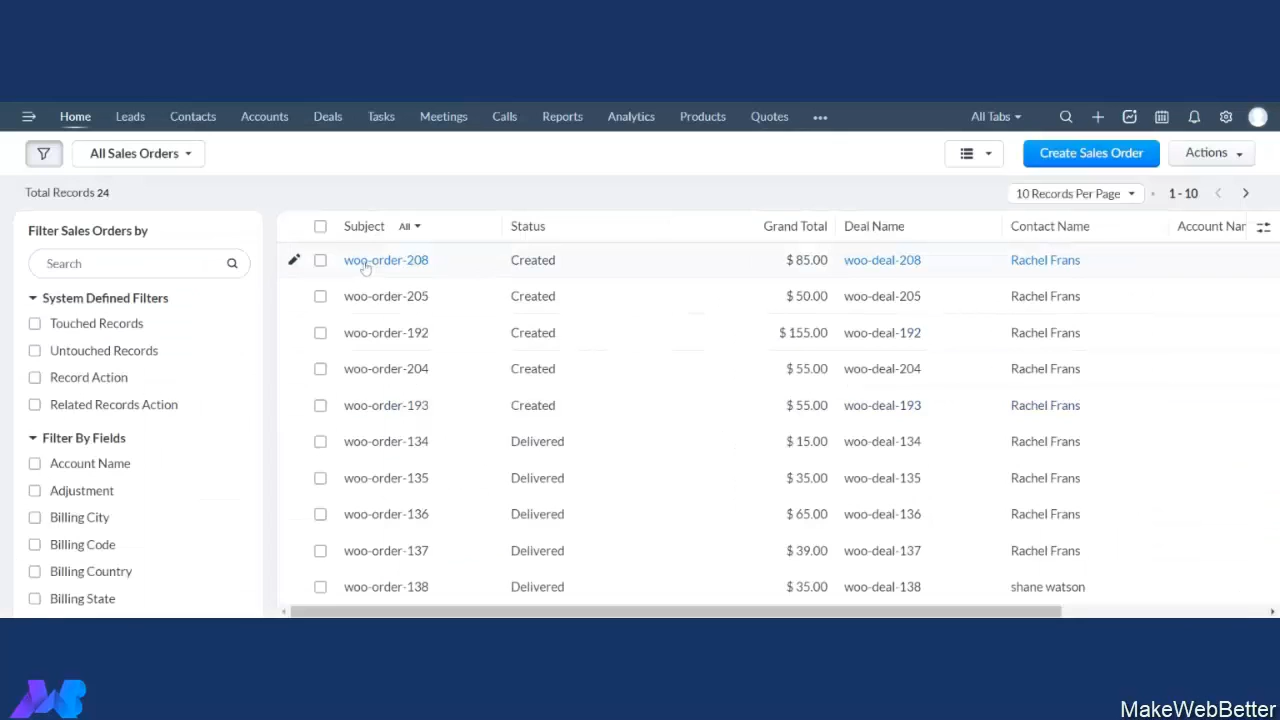 Home Leads Contacts Accounts Deals Tasks Meetings Calls Reports Analytics Products Quotes ••• All Tabs
All Sales Orders Create Sales Order Actions
Total Records 24 10 Records Per Page 1 - 10
Filter Sales Orders by
Search
System Defined Filters
Touched Records
Untouched Records
Record Action
Related Records Action
Filter By Fields
Account Name
Adjustment
Billing City
Billing Code
Billing Country
Billing State
Subject All Status Grand Total Deal Name Contact Name Account Nar
woo-order-208 Created $ 85.00 woo-deal-208 Rachel Frans
woo-order-205 Created $ 50.00 woo-deal-205 Rachel Frans
woo-order-192 Created $ 155.00 woo-deal-192 Rachel Frans
woo-order-204 Created $ 55.00 woo-deal-204 Rachel Frans
woo-order-193 Created $ 55.00 woo-deal-193 Rachel Frans
woo-order-134 Delivered $ 15.00 woo-deal-134 Rachel Frans
woo-order-135 Delivered $ 35.00 woo-deal-135 Rachel Frans
woo-order-136 Delivered $ 65.00 woo-deal-136 Rachel Frans
woo-order-137 Delivered $ 39.00 woo-deal-137 Rachel Frans
woo-order-138 Delivered $ 35.00 woo-deal-138 shane watson
MakeWebBetter